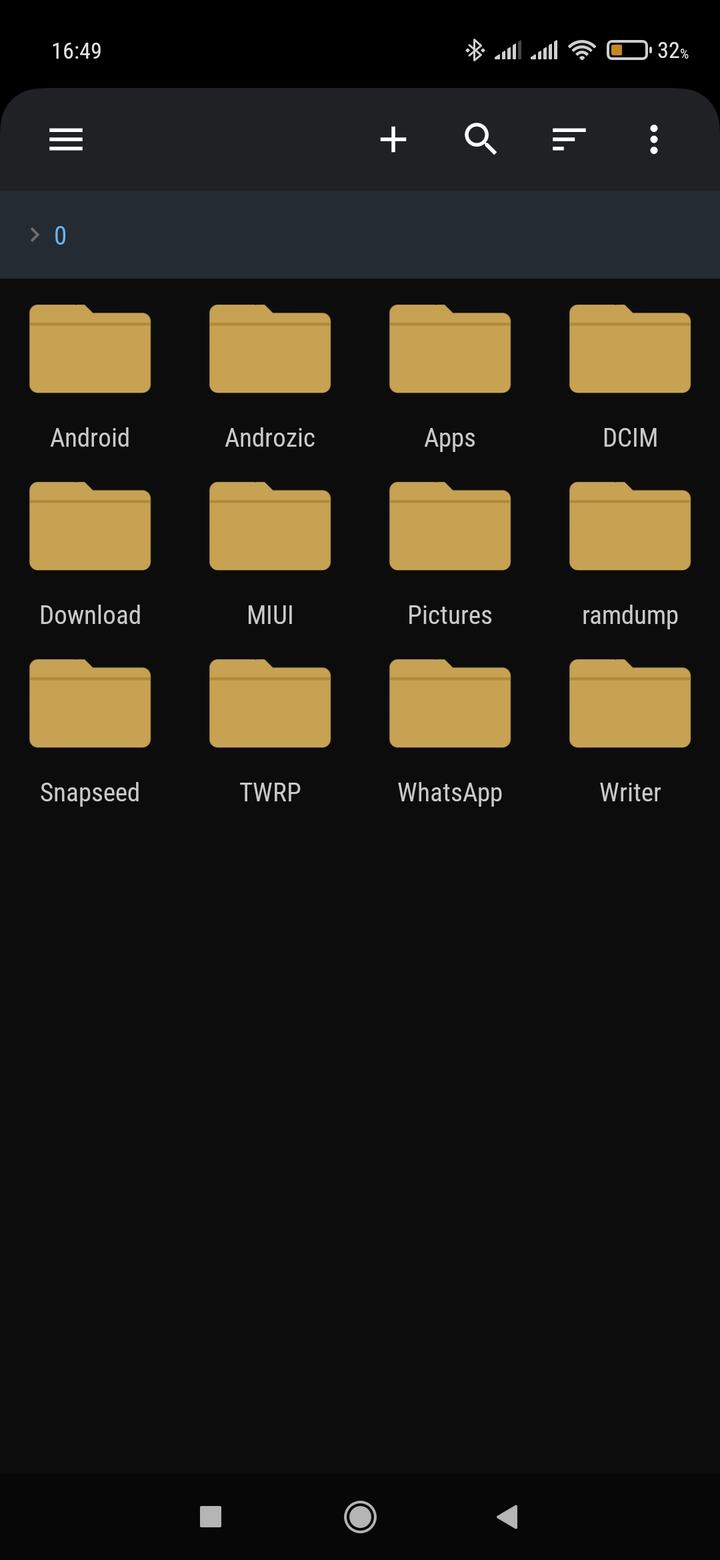 16:49 32%
0
Android Androzic Apps DCIM
Download MIUI Pictures ramdump
Snapseed TWRP WhatsApp Writer